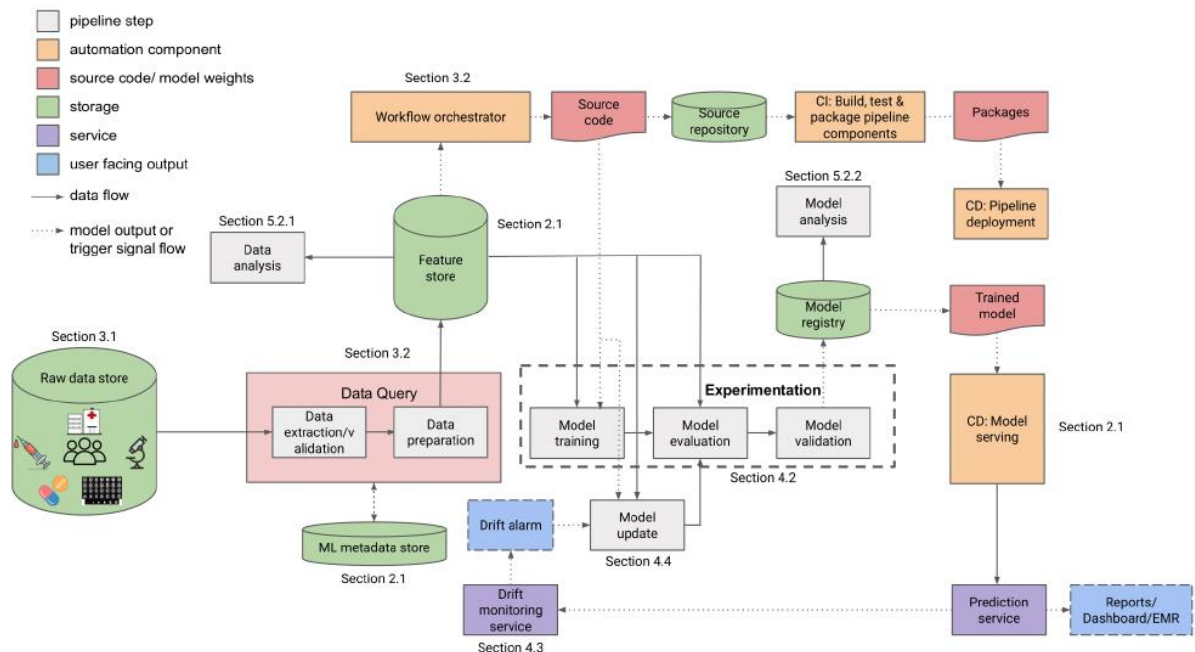 pipeline step
automation component
source code/ model weights
storage
service
user facing output
data flow
model output or
trigger signal flow
Section 3.2
Workflow orchestrator
Source
code
Source
repository
CI: Build, test &
package pipeline
components
Packages
Section 5.2.2
Model
analysis
CD: Pipeline
deployment
Section 5.2.1
Data
analysis
Section 2.1
Feature
store
Model
registry
Trained
model
Section 3.1
Raw data store
Section 3.2
Data Query
Data
extraction/v
alidation
Data
preparation
Experimentation
Model
training
Model
evaluation
Model
validation
Section 4.2
CD: Model
serving
Section 2.1
ML metadata store
Section 2.1
Drift alarm
Model
update
Section 4.4
Drift
monitoring
service
Section 4.3
Prediction
service
Reports/
Dashboard/EMR